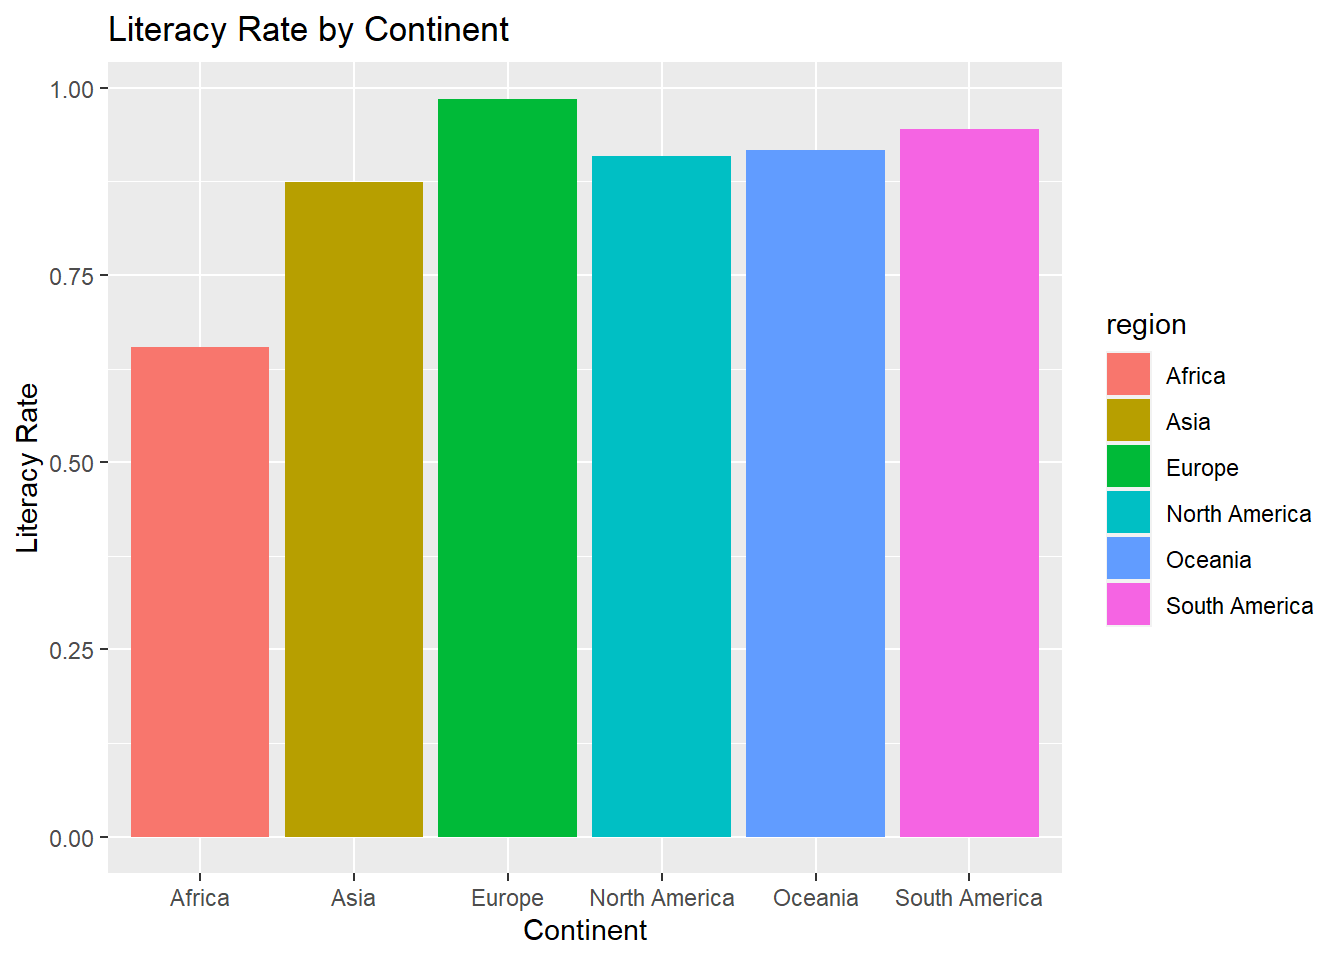 Literacy Rate by Continent
1.00
0.75
0.50
0.25
0.00
Literacy Rate
Africa
Asia
Europe
North America
Oceania
South America
Continent
region
Africa
Asia
Europe
North America
Oceania
South America